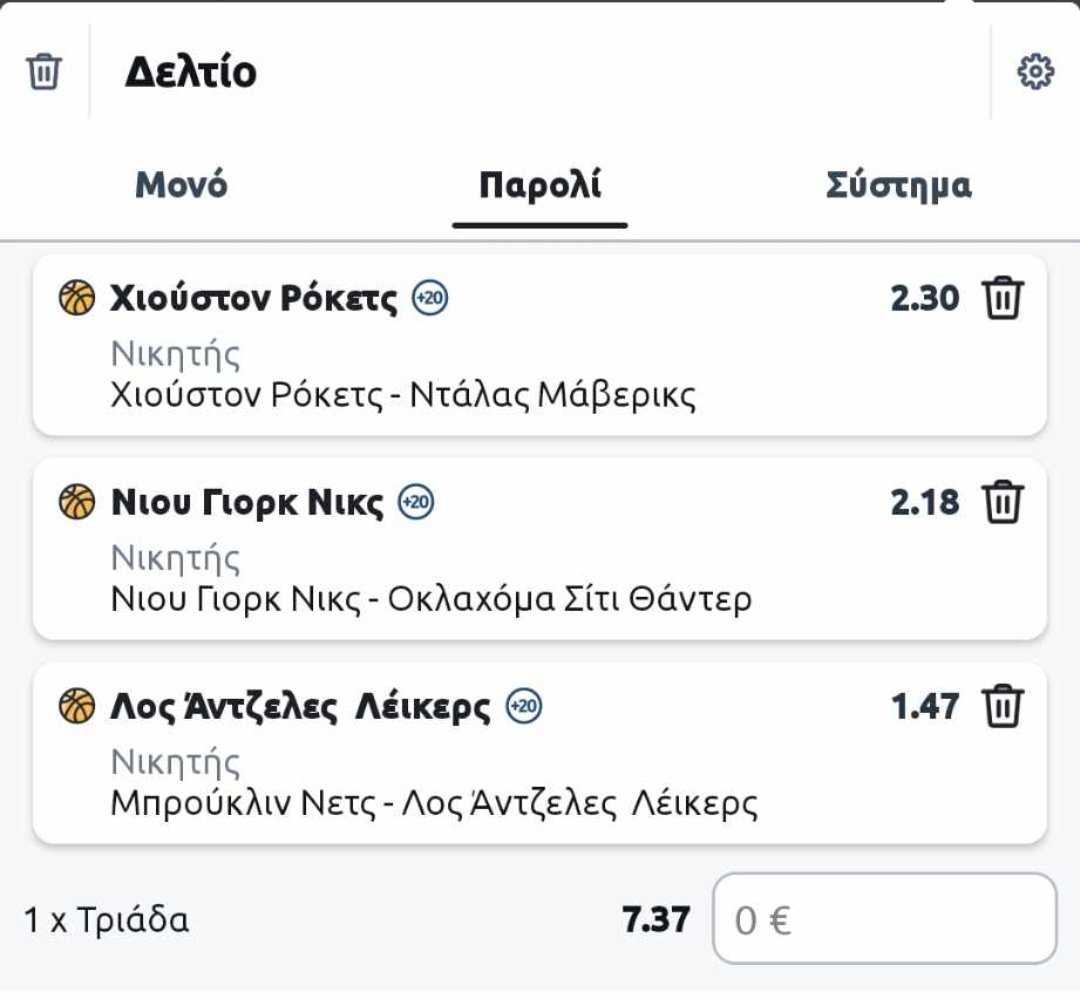 Δελτίο
Μονό Παρολί Σύστημα
Χιούστον Ρόκετς +20 2.30
Νικητής
Χιούστον Ρόκετς - Ντάλας Μάβερικς
Νιου Γιορκ Νικς +20 2.18
Νικητής
Νιου Γιορκ Νικς - Οκλαχόμα Σίτι Θάντερ
Λος Άντζελες Λέικερς +20 1.47
Νικητής
Μπρούκλιν Νετς - Λος Άντζελες Λέικερς
1 x Τριάδα 7.37 0 €